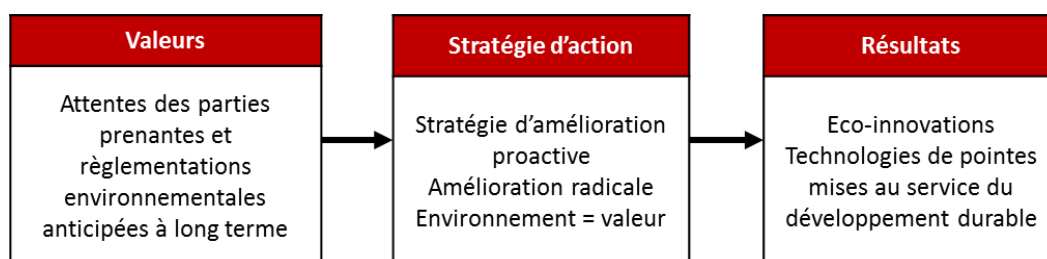 Valeurs
Attentes des parties
prenantes et
règlementations
environnementales
anticipées à long terme
Stratégie d'action
Stratégie d'amélioration
proactive
Amélioration radicale
Environnement = valeur
Résultats
Eco-innovations
Technologies de pointes
mises au service du
développement durable